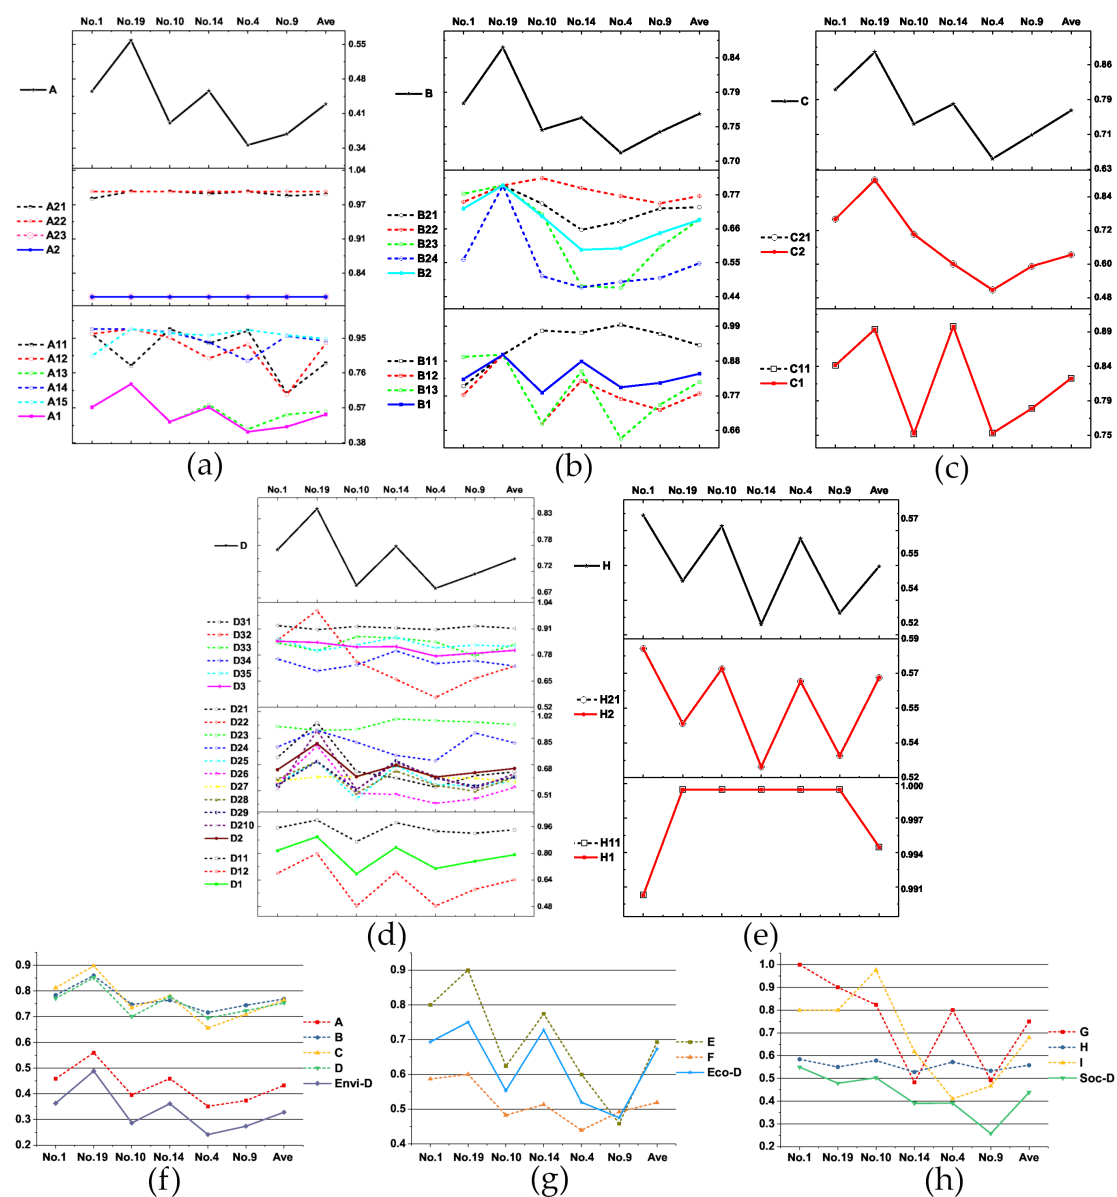 No.1 No.19 No.10 No.14 No.4 No.9 Ave
0.55
0.48
0.41
0.34
A
1.04
0.97
0.91
0.84
A21
A22
A23
A2
0.95
0.76
0.57
0.38
A11
A12
A13
A14
A15
A1
(a)
No.1 No.19 No.10 No.14 No.4 No.9 Ave
0.84
0.79
0.75
0.70
B
0.77
0.66
0.55
0.44
B21
B22
B23
B24
B2
0.99
0.88
0.77
0.66
B11
B12
B13
B1
(b)
No.1 No.19 No.10 No.14 No.4 No.9 Ave
0.86
0.79
0.71
0.63
C
0.84
0.72
0.60
0.48
C21
C2
0.89
0.84
0.79
0.75
C11
C1
(c)
No.1 No.19 No.10 No.14 No.4 No.9 Ave
0.83
0.78
0.72
0.67
D
1.04
0.91
0.78
0.65
0.52
D31
D32
D33
D34
D35
D3
1.02
0.85
0.68
0.51
D21
D22
D23
D24
D25
D26
D27
D28
D29
D210
D2
0.96
0.80
0.64
0.48
D11
D12
D1
(d)
No.1 No.19 No.10 No.14 No.4 No.9 Ave
0.57
0.55
0.54
0.52
H
0.59
0.57
0.55
0.54
0.52
H21
H2
1.000
0.997
0.994
0.991
H11
H1
(e)
0.9
0.8
0.7
0.6
0.5
0.4
0.3
0.2
No.1 No.19 No.10 No.14 No.4 No.9 Ave
A
B
C
D
Envi-D
(f)
0.9
0.8
0.7
0.6
0.5
0.4
No.1 No.19 No.10 No.14 No.4 No.9 Ave
E
F
Eco-D
(g)
1.0
0.9
0.8
0.7
0.6
0.5
0.4
0.3
0.2
No.1 No.19 No.10 No.14 No.4 No.9 Ave
G
H
I
Soc-D
(h)